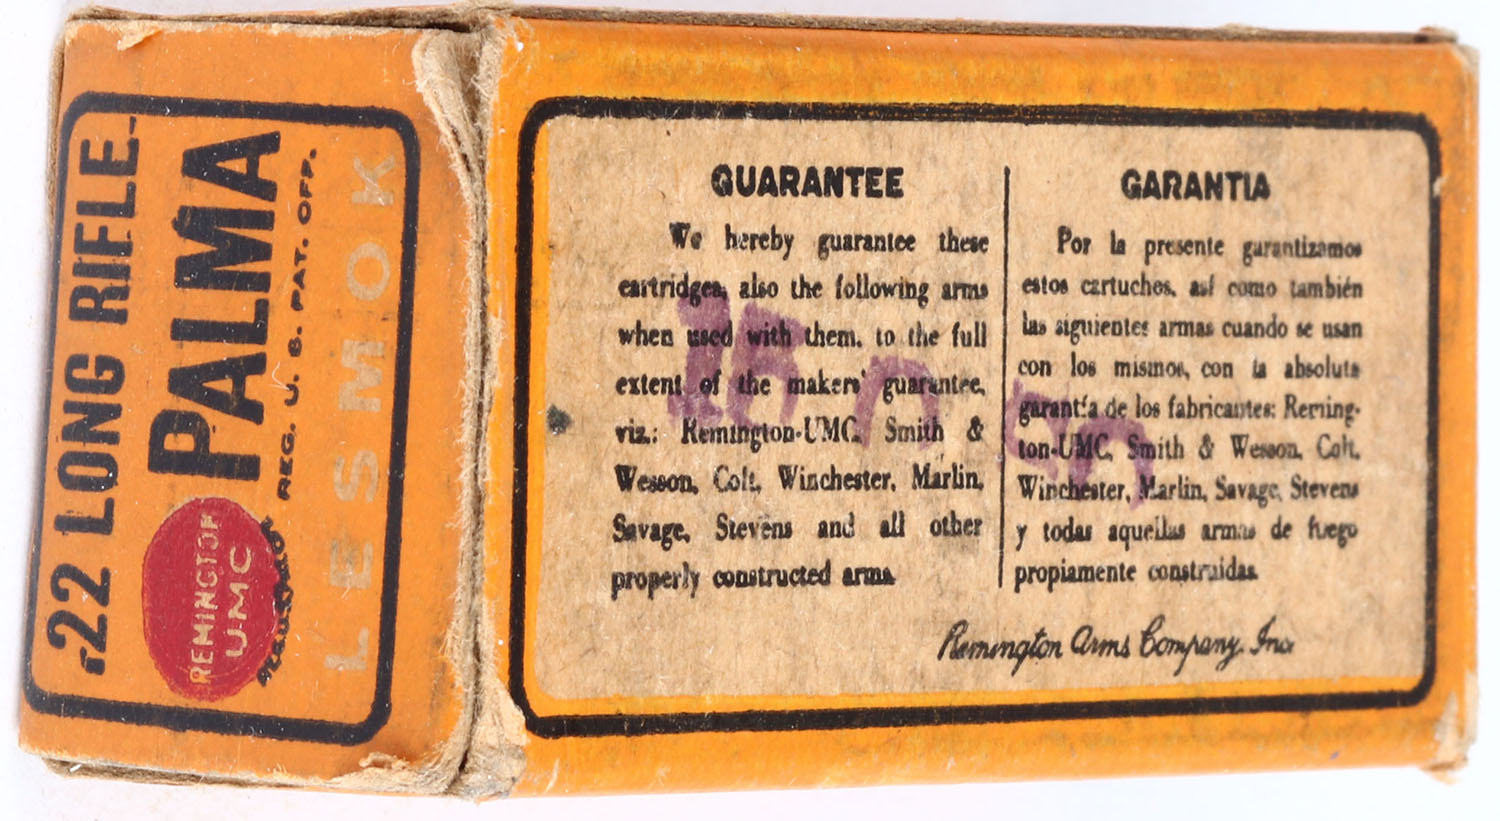 .22 LONG RIFLE
PALMA
REG. U. S. PAT. OFF.
REMINGTON
UMC
LESMOK
GUARANTEE
We hereby guarantee these
cartridges, also the following arms
when used with them, to the full
extent of the makers' guarantee,
viz.: Remington-UMC, Smith &
Wesson, Colt, Winchester, Marlin,
Savage, Stevens and all other
properly constructed arms.
GARANTIA
Por la presente garantizamos
estos cartuchos, así como también
las siguientes armas cuando se usan
con los mismos, con la absoluta
garantía de los fabricantes: Reming-
ton-UMC, Smith & Wesson, Colt,
Winchester, Marlin, Savage, Stevens
y todas aquellas armas de fuego
propiamente construidas.
Remington Arms Company, Inc.